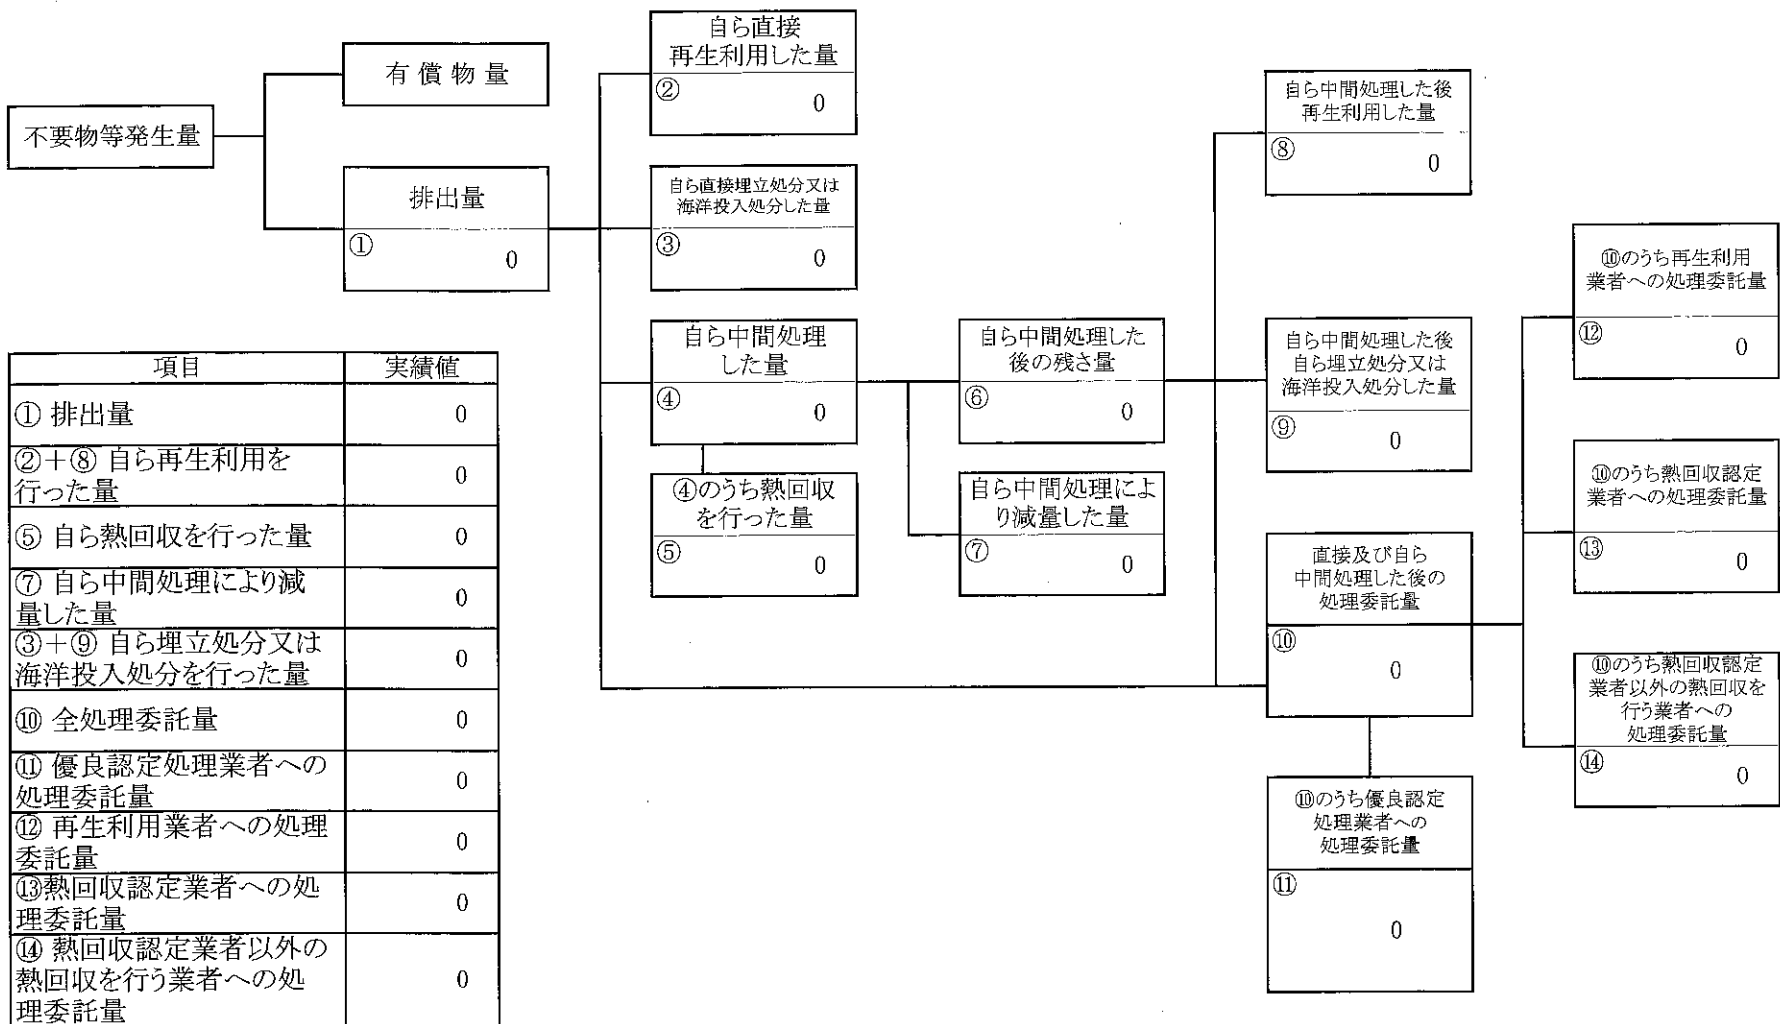 不要物等発生量
有償物量
排出量
①
0
自ら直接
再生利用した量
②
0
自ら直接埋立処分又は
海洋投入処分した量
③
0
自ら中間処理
した量
④
0
④のうち熱回収
を行った量
⑤
0
自ら中間処理した
後の残さ量
⑥
0
自ら中間処理によ
り減量した量
⑦
0
自ら中間処理した後
再生利用した量
⑧
0
自ら中間処理した後
自ら埋立処分又は
海洋投入処分した量
⑨
0
直接及び自ら
中間処理した後の
処理委託量
⑩
0
⑩のうち優良認定
処理業者への
処理委託量
⑪
0
⑩のうち再生利用
業者への処理委託量
⑫
0
⑩のうち熱回収認定
業者への処理委託量
⑬
0
⑩のうち熱回収認定
業者以外の熱回収を
行う業者への
処理委託量
⑭
0
項目 実績値
① 排出量 0
②＋⑧ 自ら再生利用を
行った量 0
⑤ 自ら熱回収を行った量 0
⑦ 自ら中間処理により減
量した量 0
③＋⑨ 自ら埋立処分又は
海洋投入処分を行った量 0
⑩ 全処理委託量 0
⑪ 優良認定処理業者への
処理委託量 0
⑫ 再生利用業者への処理
委託量 0
⑬熱回収認定業者への処
理委託量 0
⑭ 熱回収認定業者以外の
熱回収を行う業者への処
理委託量 0